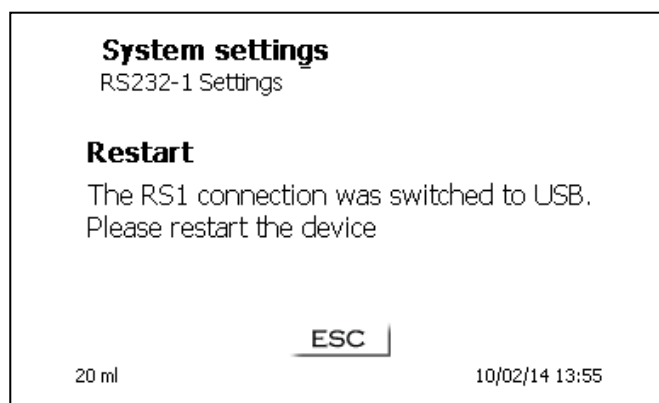 System settings
RS232-1 Settings
Restart
The RS1 connection was switched to USB.
Please restart the device
ESC
20 ml 10/02/14 13:55